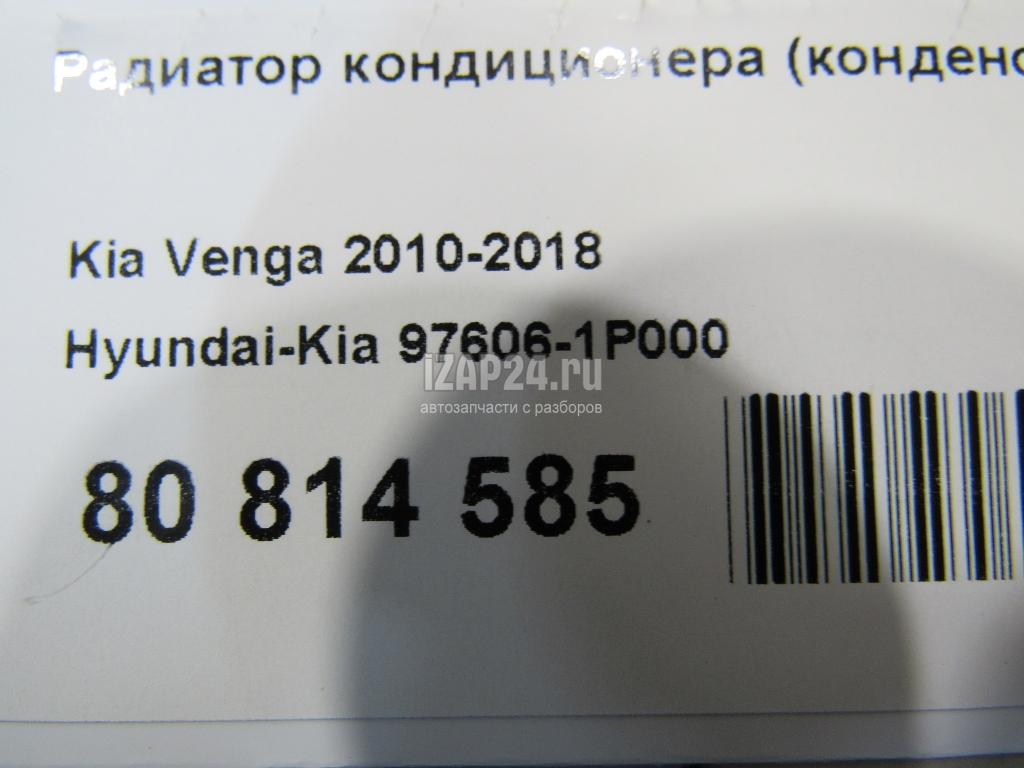 Радиатор кондиционера (конденс
Kia Venga 2010-2018
Hyundai-Kia 97606-1P000
iZAP24.ru
автозапчасти с разборов
80 814 585